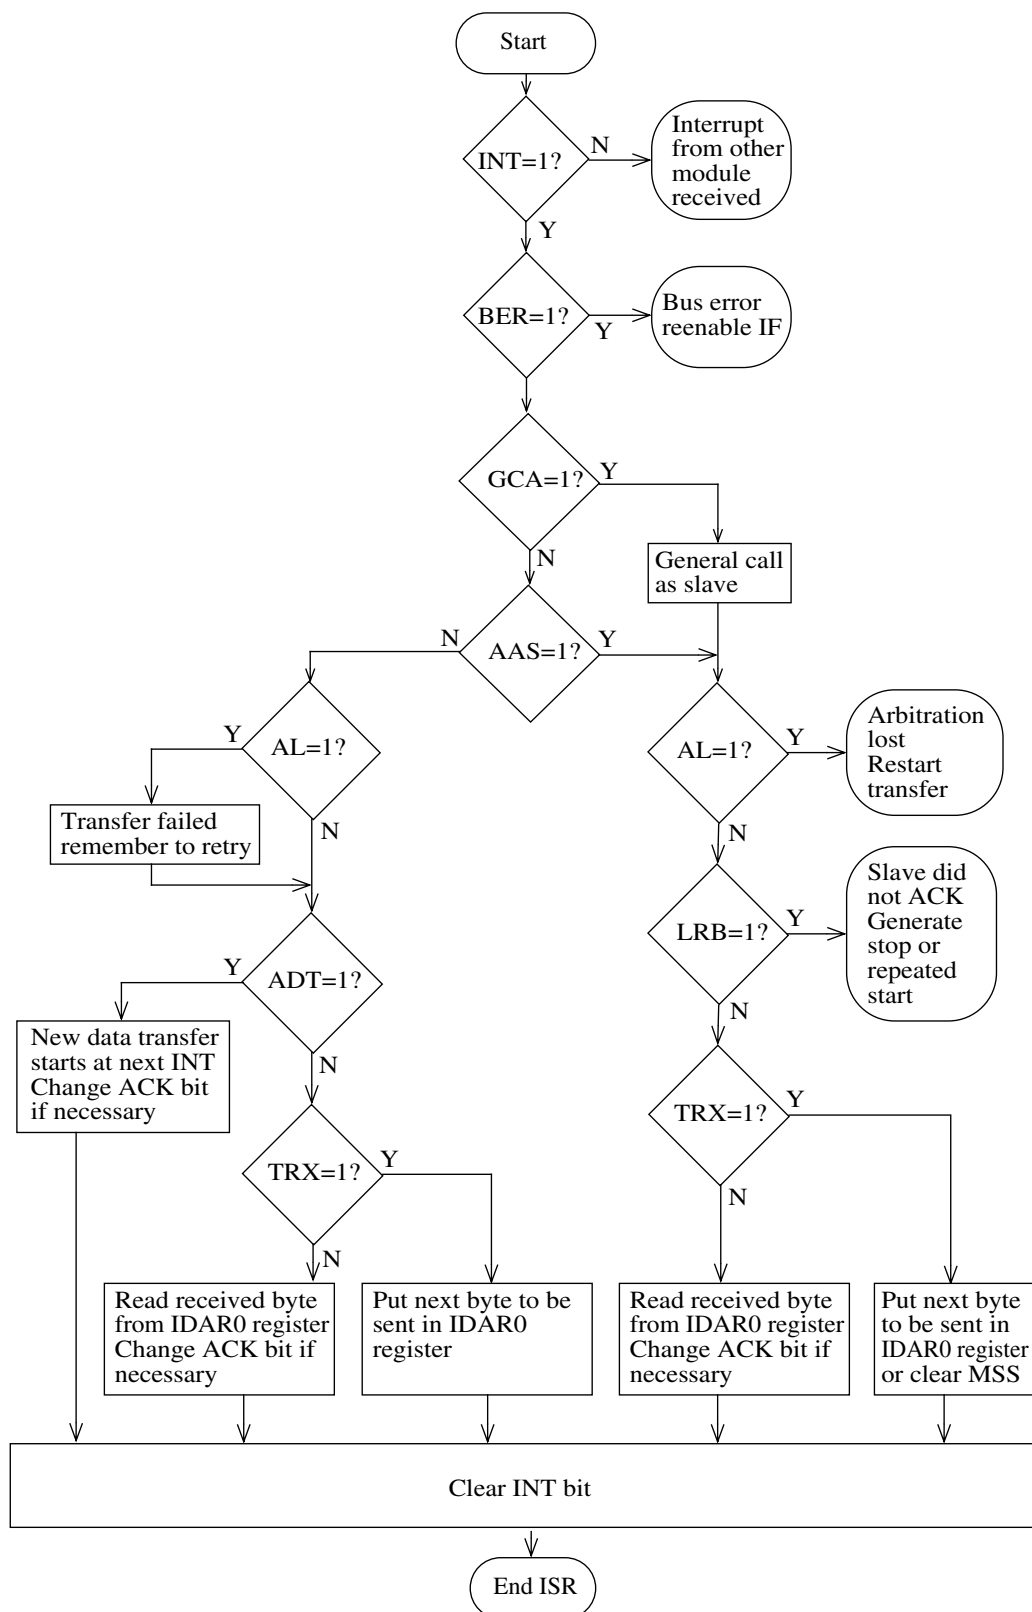 Start
INT=1?
N
Interrupt
from other
module
received
Y
BER=1?
Y
Bus error
reenable IF
GCA=1?
Y
N
General call
as slave
N
AAS=1?
Y
Y
AL=1?
N
Transfer failed
remember to retry
AL=1?
Y
Arbitration
lost
Restart
transfer
N
LRB=1?
Y
Slave did
not ACK
Generate
stop or
repeated
start
N
Y
ADT=1?
N
New data transfer
starts at next INT
Change ACK bit
if necessary
TRX=1?
Y
N
TRX=1?
Y
N
Read received byte
from IDAR0 register
Change ACK bit if
necessary
Put next byte to be
sent in IDAR0
register
Read received byte
from IDAR0 register
Change ACK bit if
necessary
Put next byte
to be sent in
IDAR0 register
or clear MSS
Clear INT bit
End ISR